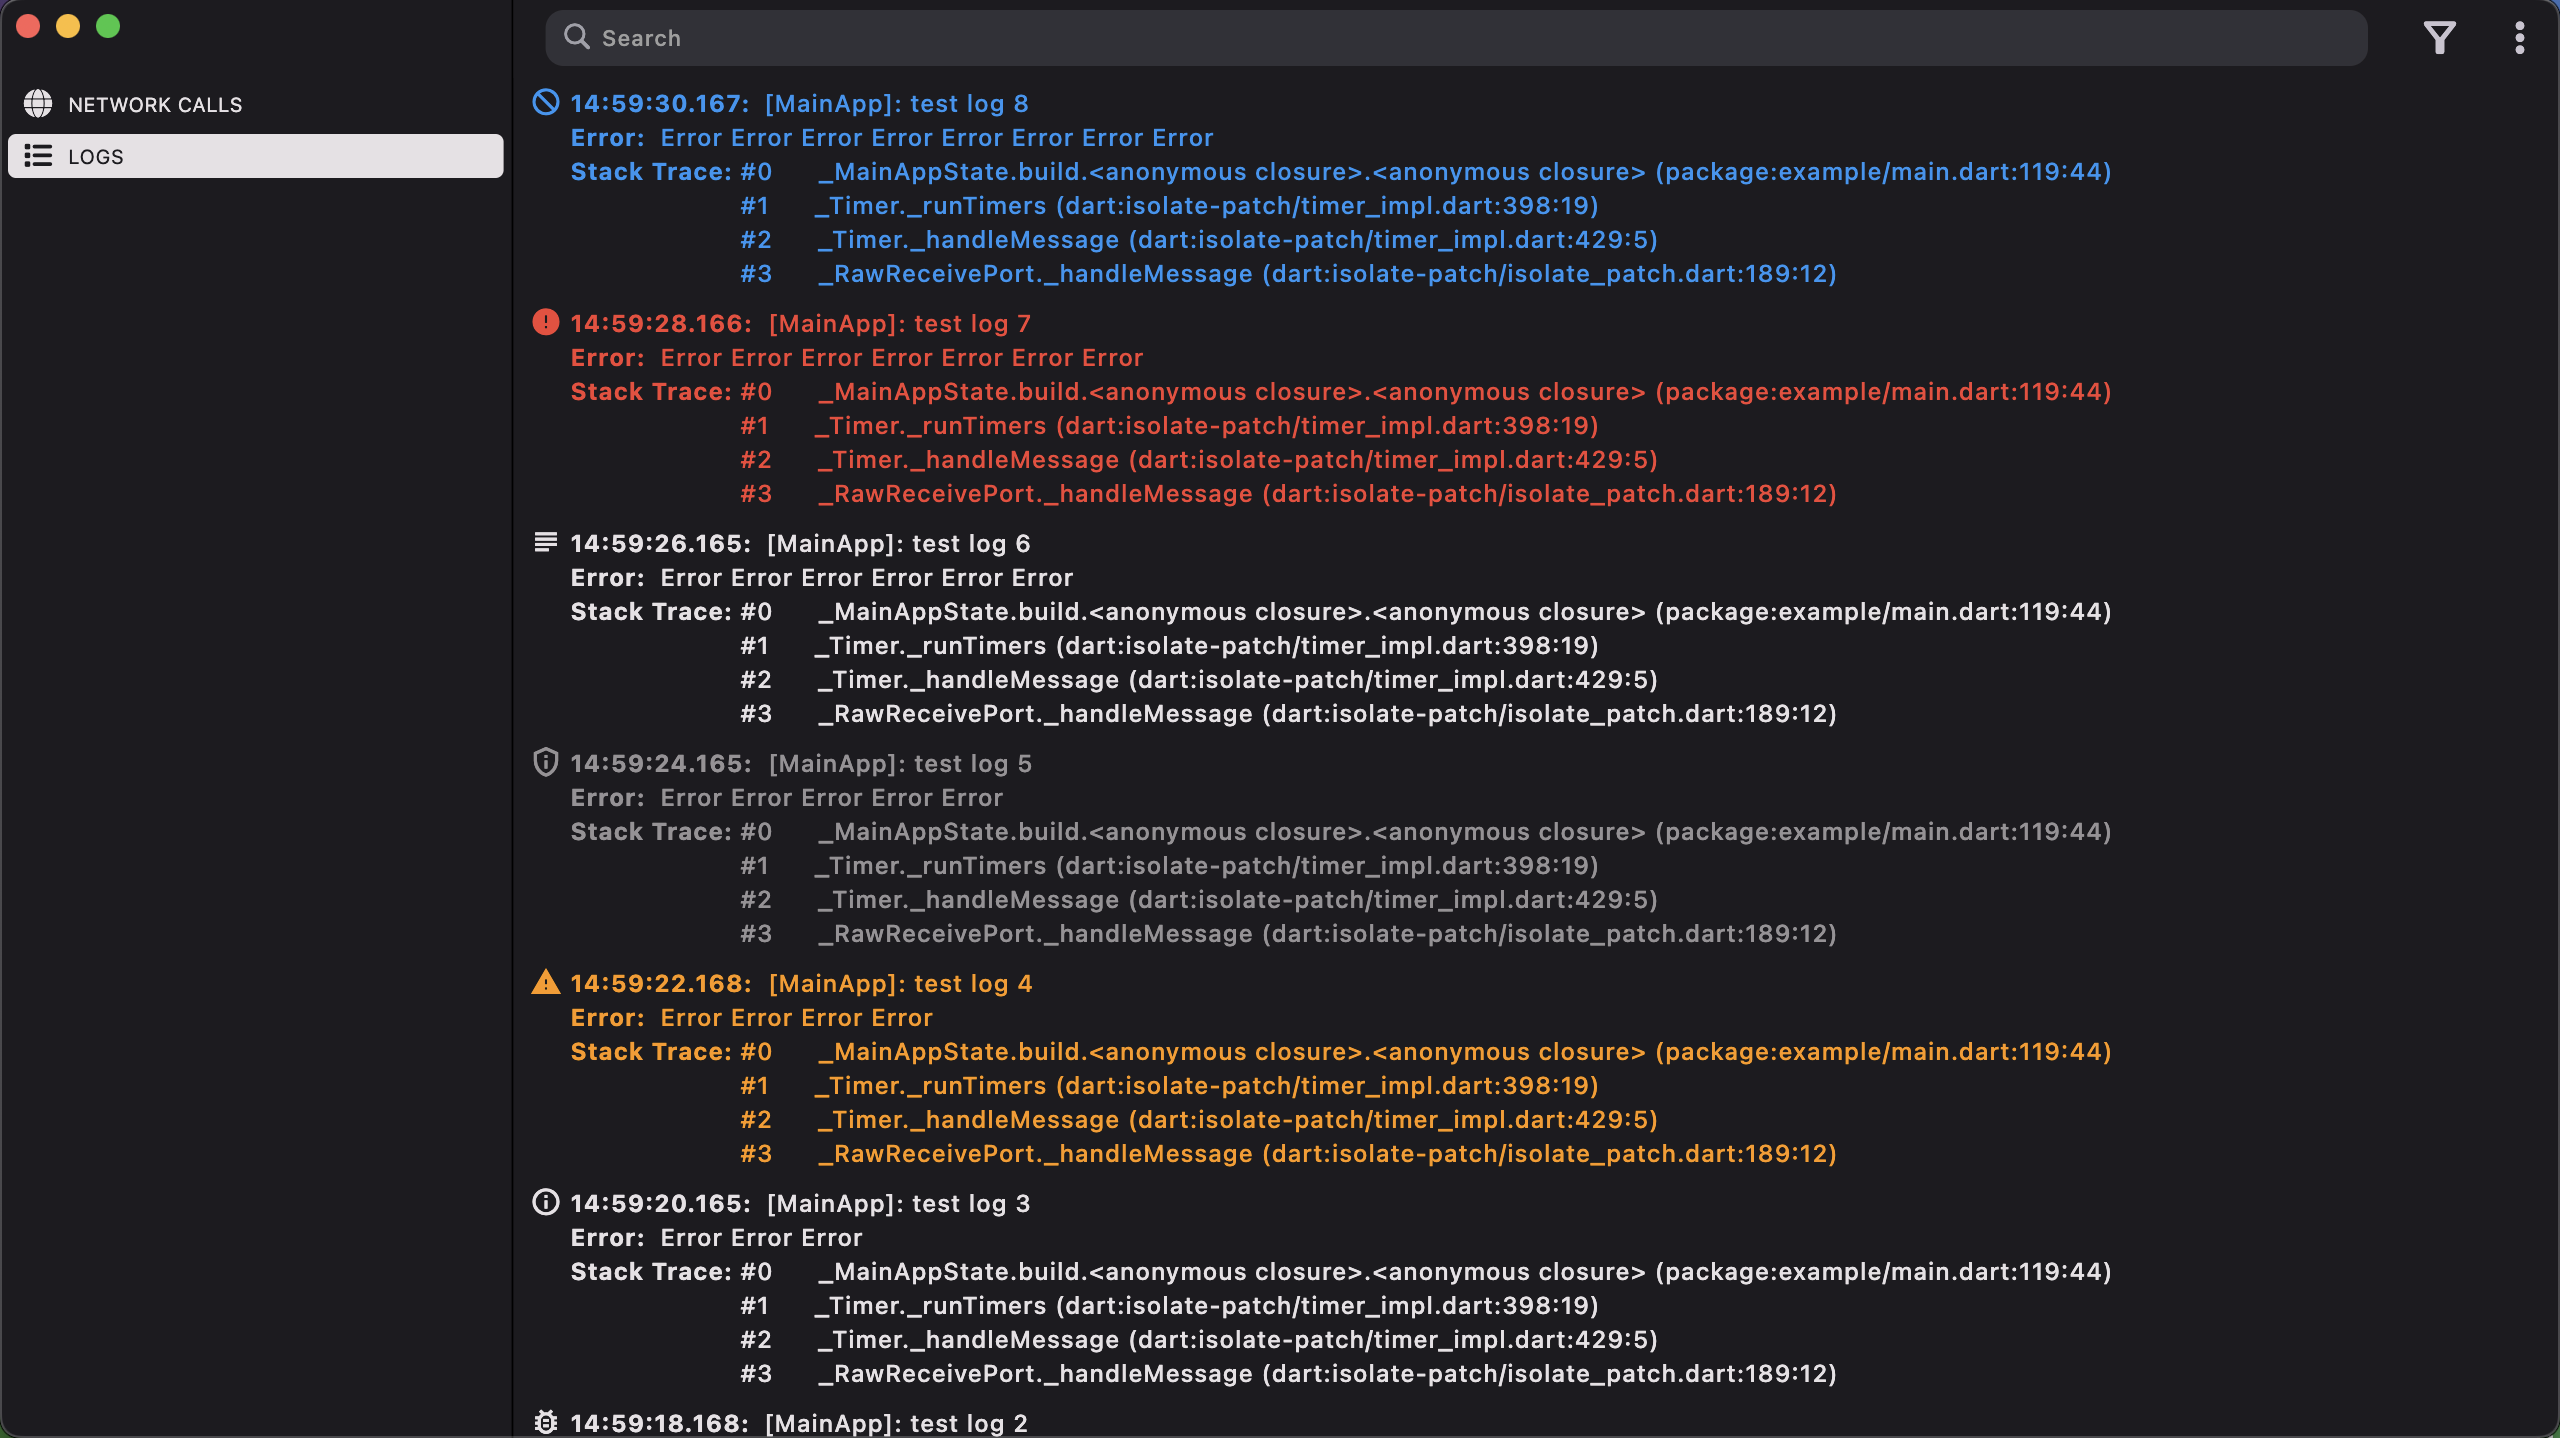 Search
NETWORK CALLS
LOGS
14:59:30.167: [MainApp]: test log 8
Error: Error Error Error Error Error Error Error Error
Stack Trace: #0 _MainAppState.build.<anonymous closure>.<anonymous closure> (package:example/main.dart:119:44)
#1 _Timer._runTimers (dart:isolate-patch/timer_impl.dart:398:19)
#2 _Timer._handleMessage (dart:isolate-patch/timer_impl.dart:429:5)
#3 _RawReceivePort._handleMessage (dart:isolate-patch/isolate_patch.dart:189:12)
14:59:28.166: [MainApp]: test log 7
Error: Error Error Error Error Error Error Error
Stack Trace: #0 _MainAppState.build.<anonymous closure>.<anonymous closure> (package:example/main.dart:119:44)
#1 _Timer._runTimers (dart:isolate-patch/timer_impl.dart:398:19)
#2 _Timer._handleMessage (dart:isolate-patch/timer_impl.dart:429:5)
#3 _RawReceivePort._handleMessage (dart:isolate-patch/isolate_patch.dart:189:12)
14:59:26.165: [MainApp]: test log 6
Error: Error Error Error Error Error Error
Stack Trace: #0 _MainAppState.build.<anonymous closure>.<anonymous closure> (package:example/main.dart:119:44)
#1 _Timer._runTimers (dart:isolate-patch/timer_impl.dart:398:19)
#2 _Timer._handleMessage (dart:isolate-patch/timer_impl.dart:429:5)
#3 _RawReceivePort._handleMessage (dart:isolate-patch/isolate_patch.dart:189:12)
14:59:24.165: [MainApp]: test log 5
Error: Error Error Error Error Error
Stack Trace: #0 _MainAppState.build.<anonymous closure>.<anonymous closure> (package:example/main.dart:119:44)
#1 _Timer._runTimers (dart:isolate-patch/timer_impl.dart:398:19)
#2 _Timer._handleMessage (dart:isolate-patch/timer_impl.dart:429:5)
#3 _RawReceivePort._handleMessage (dart:isolate-patch/isolate_patch.dart:189:12)
14:59:22.168: [MainApp]: test log 4
Error: Error Error Error Error
Stack Trace: #0 _MainAppState.build.<anonymous closure>.<anonymous closure> (package:example/main.dart:119:44)
#1 _Timer._runTimers (dart:isolate-patch/timer_impl.dart:398:19)
#2 _Timer._handleMessage (dart:isolate-patch/timer_impl.dart:429:5)
#3 _RawReceivePort._handleMessage (dart:isolate-patch/isolate_patch.dart:189:12)
14:59:20.165: [MainApp]: test log 3
Error: Error Error Error
Stack Trace: #0 _MainAppState.build.<anonymous closure>.<anonymous closure> (package:example/main.dart:119:44)
#1 _Timer._runTimers (dart:isolate-patch/timer_impl.dart:398:19)
#2 _Timer._handleMessage (dart:isolate-patch/timer_impl.dart:429:5)
#3 _RawReceivePort._handleMessage (dart:isolate-patch/isolate_patch.dart:189:12)
14:59:18.168: [MainApp]: test log 2